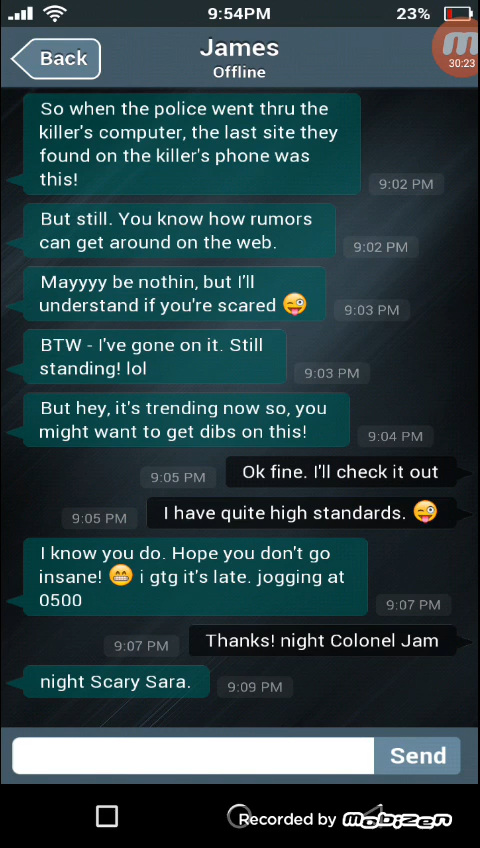 9:54PM
23%
Back
James
Offline
30:23
So when the police went thru the
killer's computer, the last site they
found on the killer's phone was
this!
9:02 PM
But still. You know how rumors
can get around on the web.
9:02 PM
Mayyyy be nothin, but I'll
understand if you're scared 😜
9:03 PM
BTW - I've gone on it. Still
standing! lol
9:03 PM
But hey, it's trending now so, you
might want to get dibs on this!
9:04 PM
9:05 PM
Ok fine. I'll check it out
9:05 PM
I have quite high standards. 😜
I know you do. Hope you don't go
insane! 😁 i gtg it's late. jogging at
0500
9:07 PM
9:07 PM
Thanks! night Colonel Jam
night Scary Sara.
9:09 PM
Send
Recorded by Mobizen